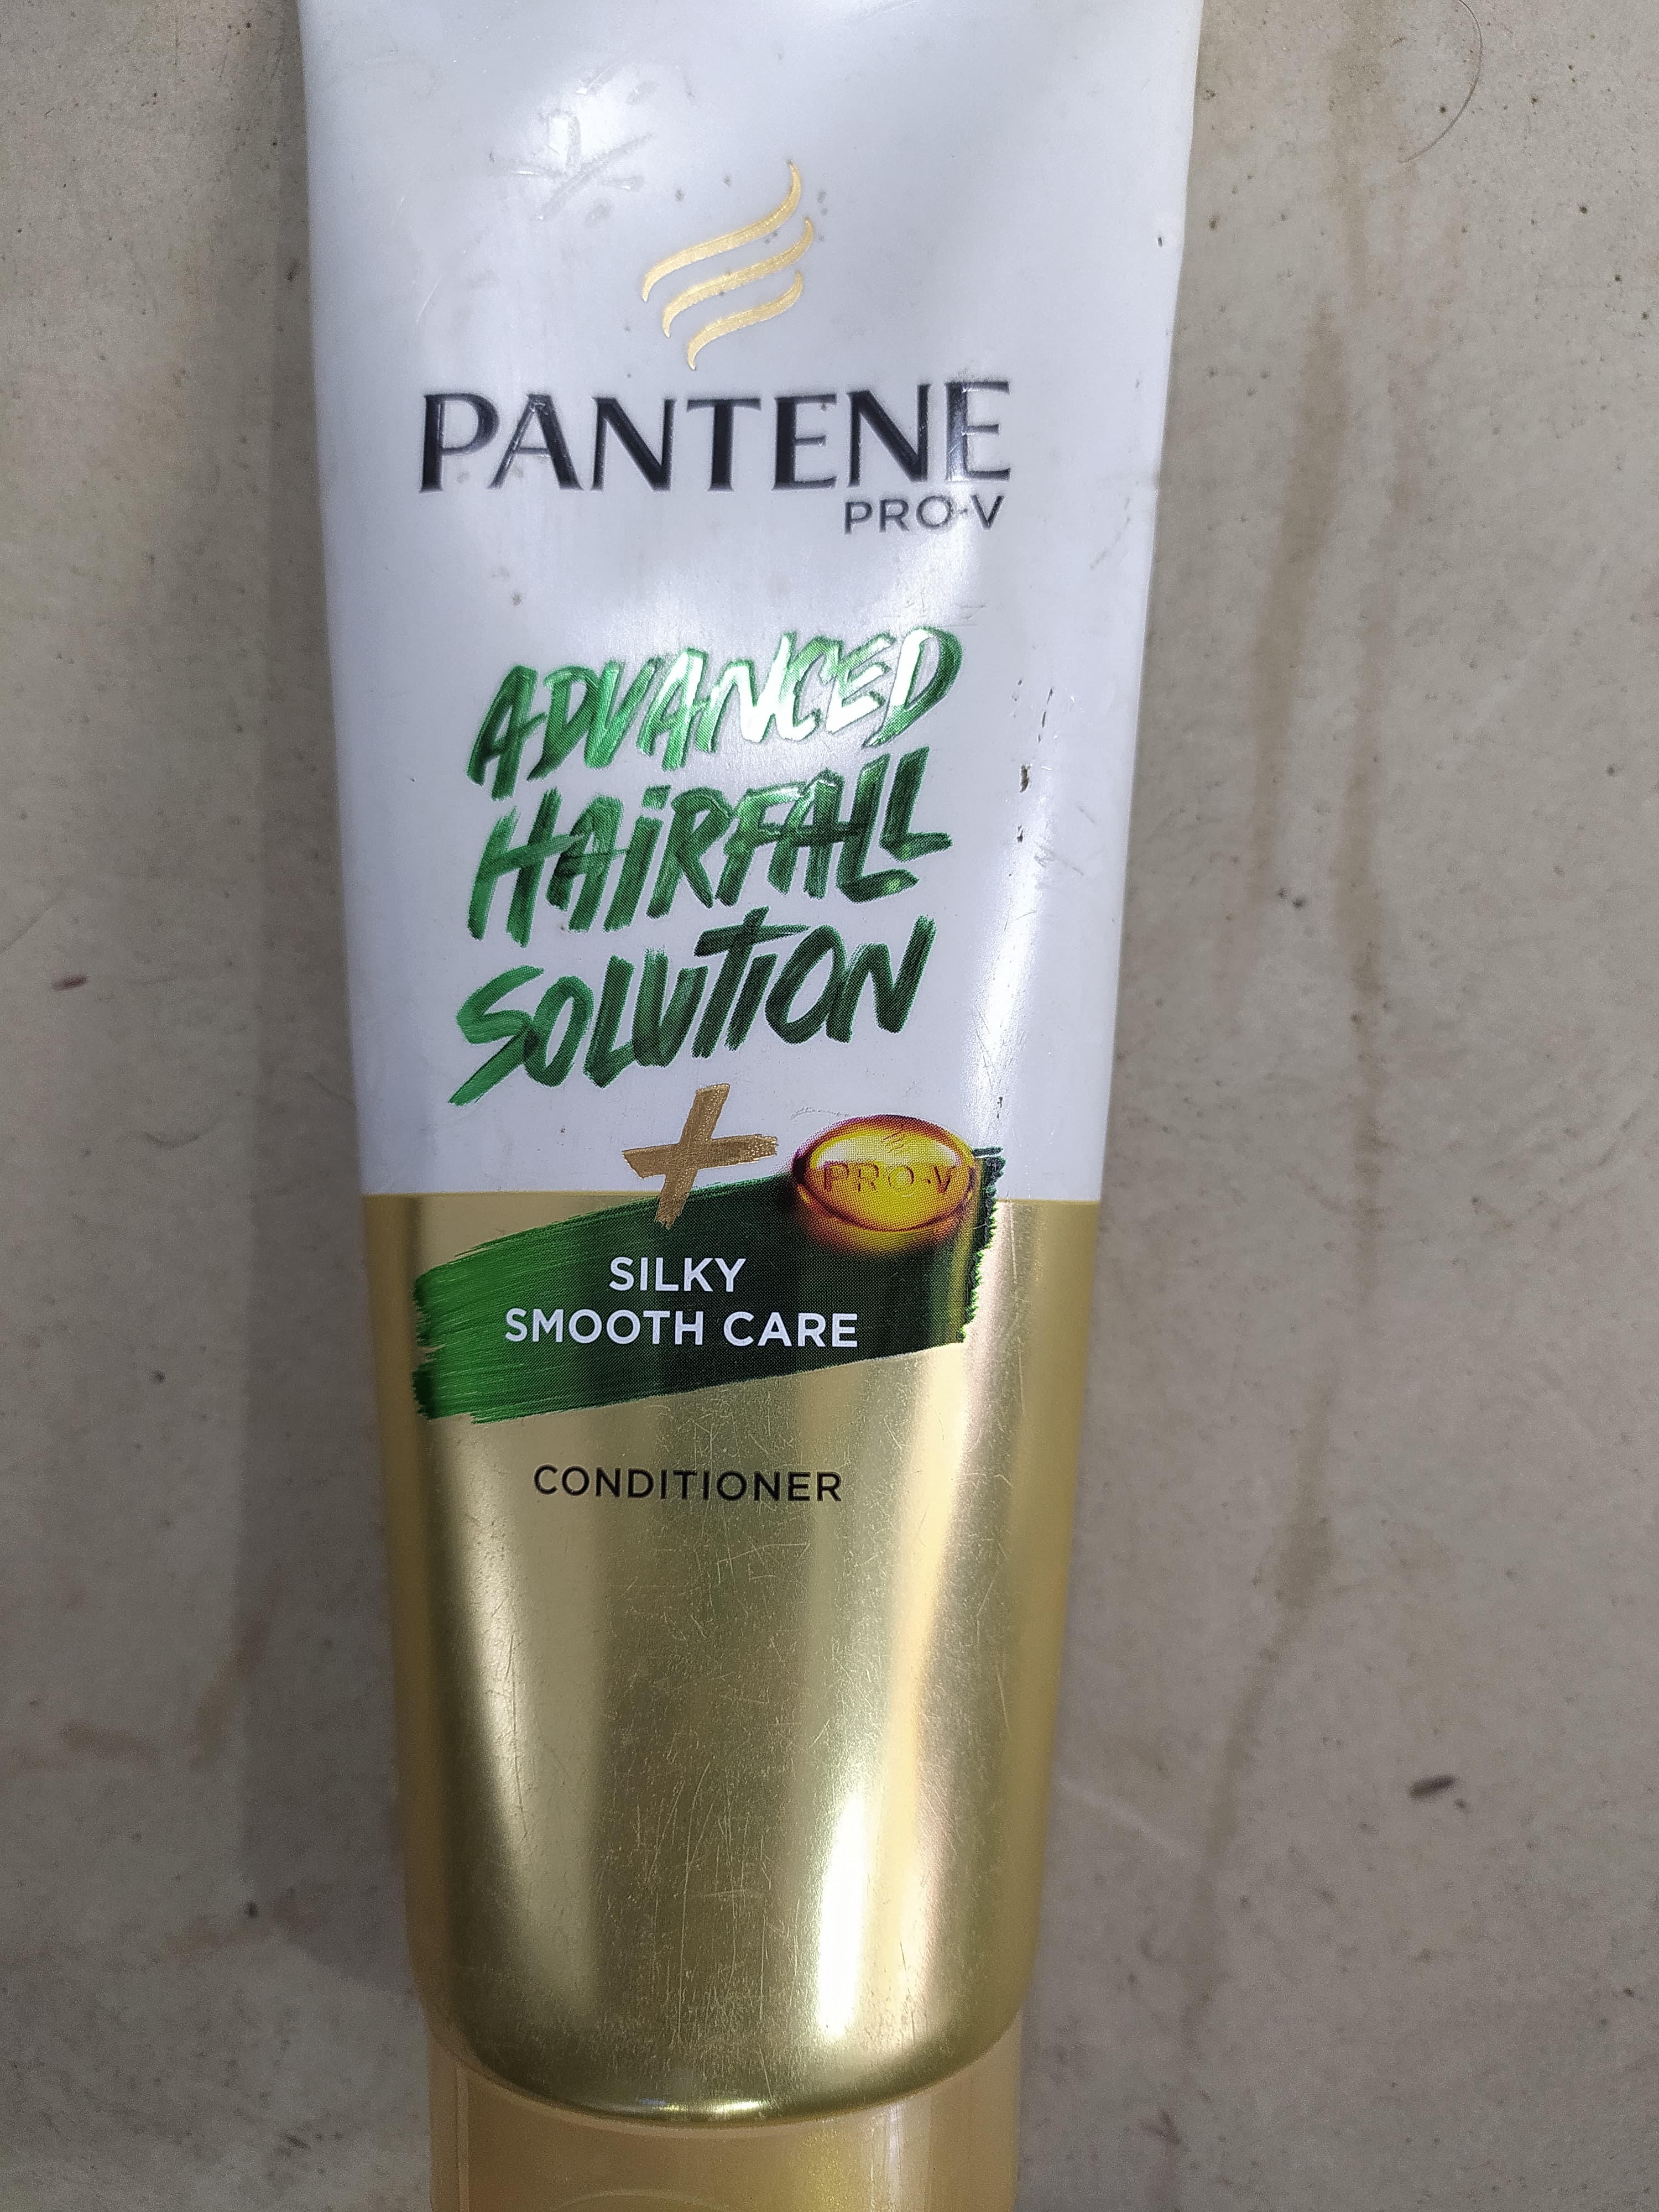 PANTENE
PRO-V
ADVANCED
HAiRFALL
SOLUTiON
+
PRO-V
SILKY
SMOOTH CARE
CONDITIONER